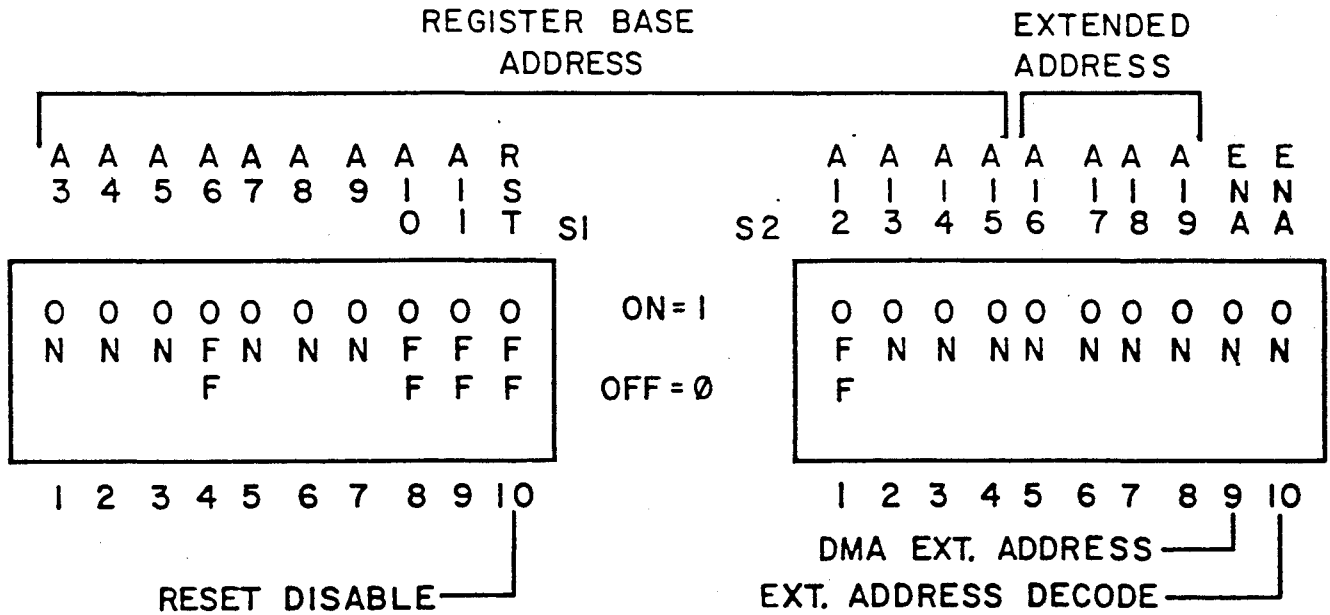 REGISTER BASE
ADDRESS
EXTENDED
ADDRESS
A A A A A A A A A R
3 4 5 6 7 8 9 1 1 S
0 1 T
S1
S2
A A A A A A A A E E
1 1 1 1 1 1 1 1 N N
2 3 4 5 6 7 8 9 A A
O O O O O O O O O O
N N N F N N N F F F
F F F F
ON = 1
OFF = Ø
O O O O O O O O O O
F N N N N N N N N N
F
1 2 3 4 5 6 7 8 9 10
1 2 3 4 5 6 7 8 9 10
DMA EXT. ADDRESS
RESET DISABLE
EXT. ADDRESS DECODE